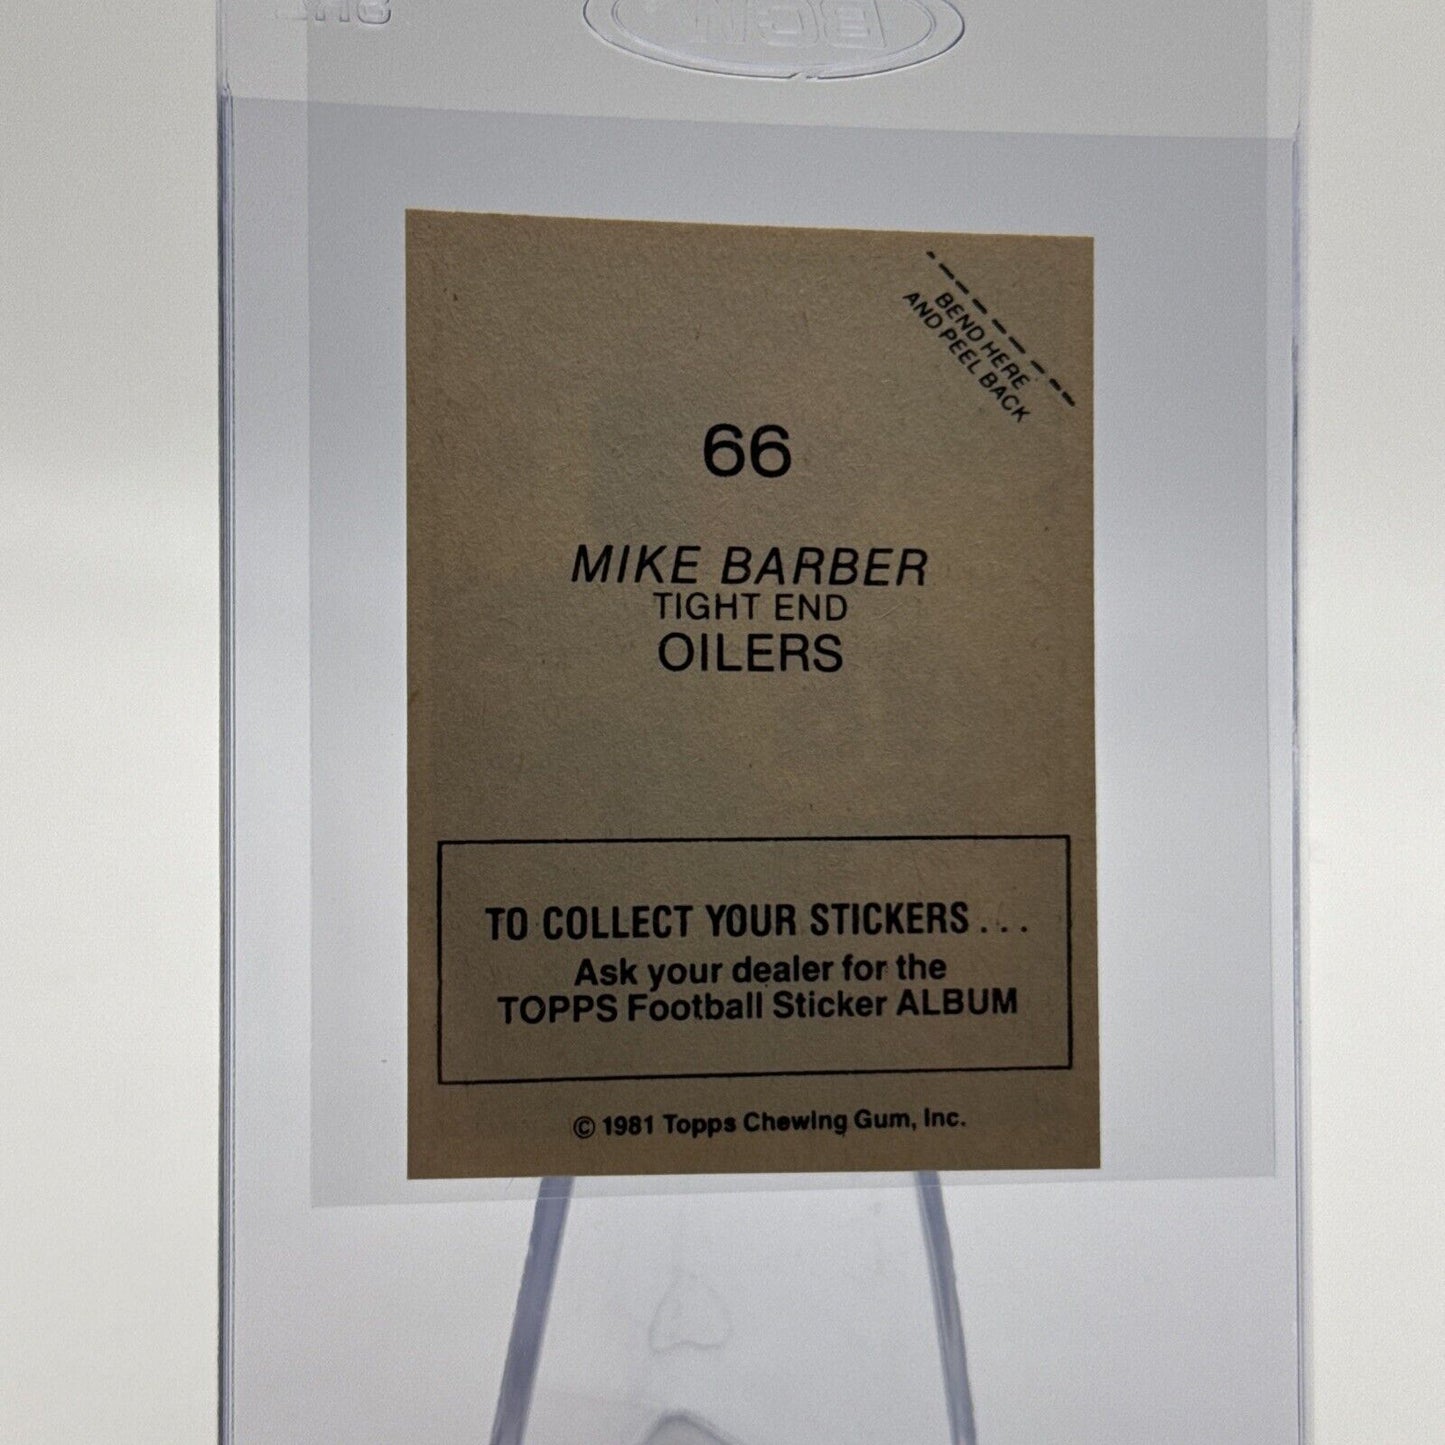 BCW
BEND HERE
AND PEEL BACK
66
MIKE BARBER
TIGHT END
OILERS
TO COLLECT YOUR STICKERS . . .
Ask your dealer for the
TOPPS Football Sticker ALBUM
© 1981 Topps Chewing Gum, Inc.